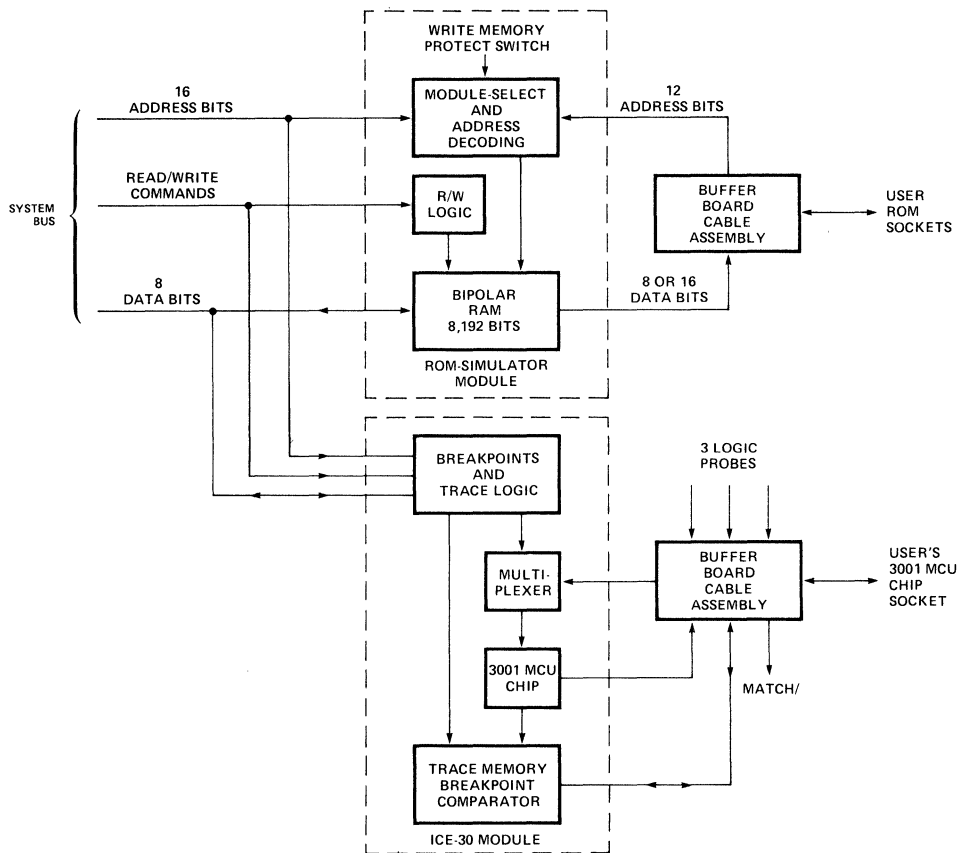 WRITE MEMORY
PROTECT SWITCH
16
ADDRESS BITS
MODULE-SELECT
AND
ADDRESS
DECODING
12
ADDRESS BITS
READ/WRITE
COMMANDS
R/W
LOGIC
SYSTEM
BUS
BUFFER
BOARD
CABLE
ASSEMBLY
USER
ROM
SOCKETS
8
DATA BITS
BIPOLAR
RAM
8,192 BITS
8 OR 16
DATA BITS
ROM-SIMULATOR
MODULE
BREAKPOINTS
AND
TRACE LOGIC
3 LOGIC
PROBES
MULTI-
PLEXER
BUFFER
BOARD
CABLE
ASSEMBLY
USER'S
3001 MCU
CHIP
SOCKET
3001 MCU
CHIP
MATCH/
TRACE MEMORY
BREAKPOINT
COMPARATOR
ICE-30 MODULE